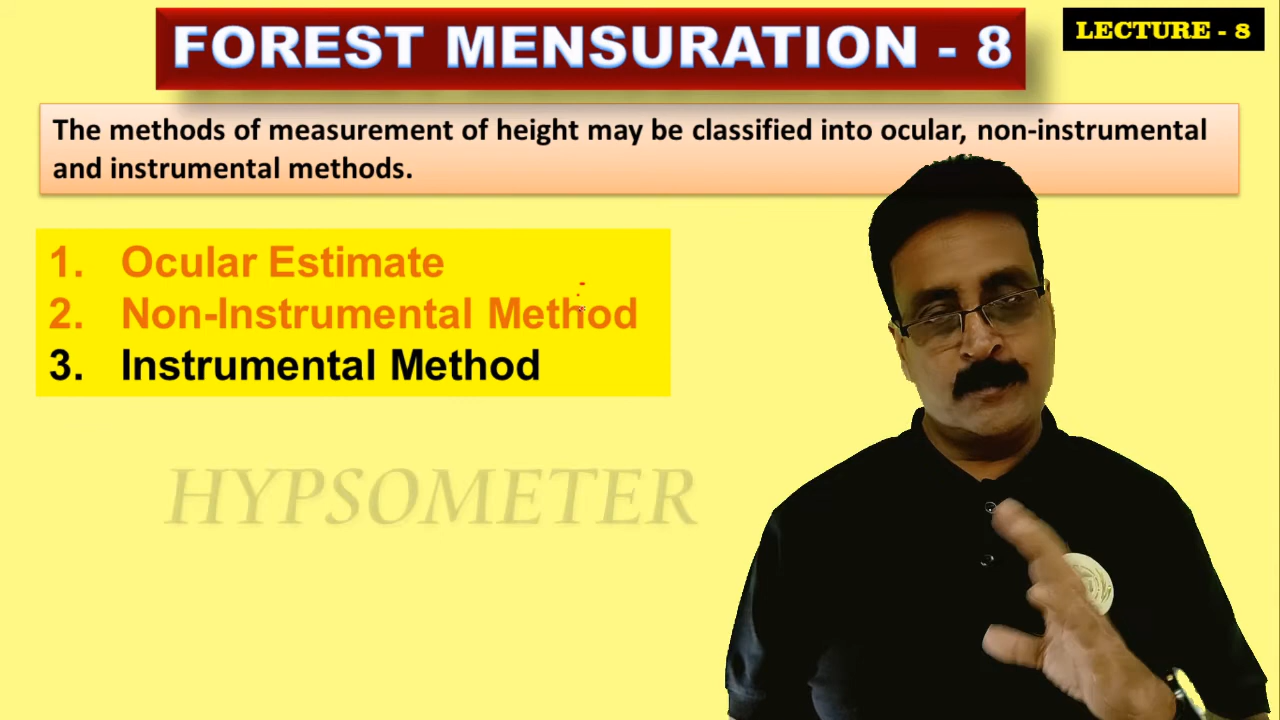 FOREST MENSURATION - 8
LECTURE - 8
The methods of measurement of height may be classified into ocular, non-instrumental
and instrumental methods.
1. Ocular Estimate
2. Non-Instrumental Method
3. Instrumental Method
HYPSOMETER